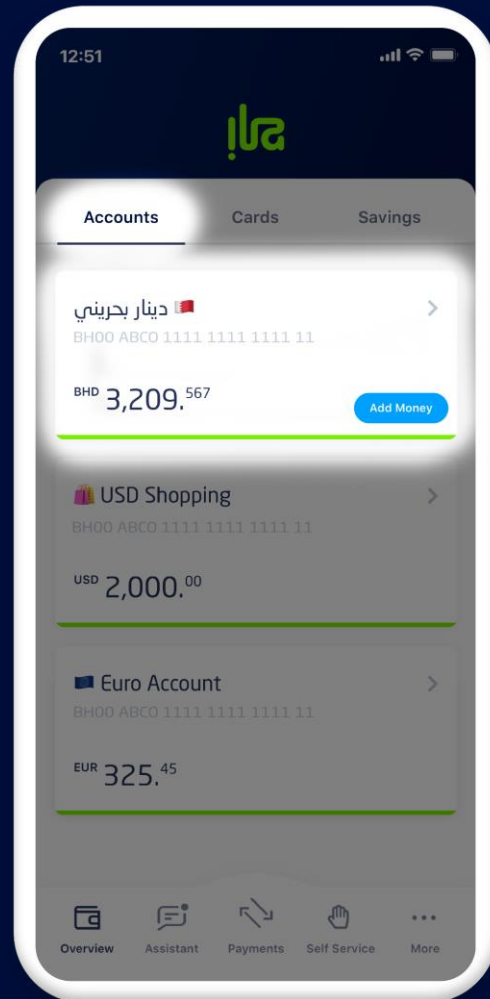 12:51
ila إلى
Accounts Cards Savings
دينار بحريني
BH00 ABCO 1111 1111 1111 11
BHD 3,209.567
Add Money
USD Shopping
BH00 ABCO 1111 1111 1111 11
USD 2,000.00
Euro Account
BH00 ABCO 1111 1111 1111 11
EUR 325.45
Overview Assistant Payments Self Service More